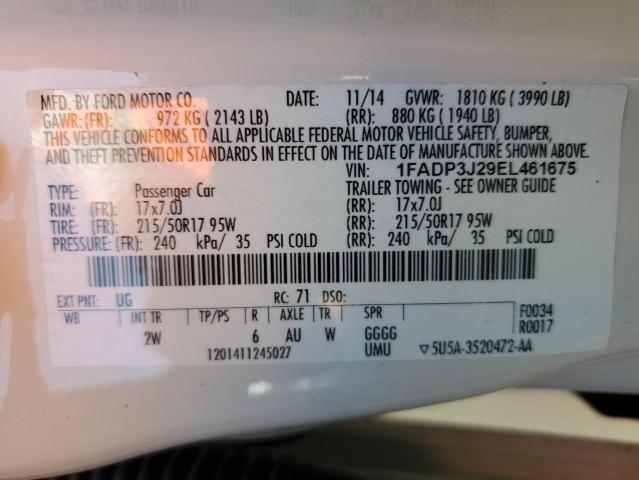 MFD. BY FORD MOTOR CO. DATE: 11/14 GVWR: 1810 KG ( 3990 LB)
GAWR: (FR): 972 KG ( 2143 LB) (RR): 880 KG ( 1940 LB)
THIS VEHICLE CONFORMS TO ALL APPLICABLE FEDERAL MOTOR VEHICLE SAFETY, BUMPER,
AND THEFT PREVENTION STANDARDS IN EFFECT ON THE DATE OF MANUFACTURE SHOWN ABOVE.
VIN: 1FADP3J29EL461675
TYPE: Passenger Car TRAILER TOWING - SEE OWNER GUIDE
RIM: (FR): 17x7.0J (RR): 17x7.0J
TIRE: (FR): 215/50R17 95W (RR): 215/50R17 95W
PRESSURE: (FR): 240 kPa/ 35 PSI COLD (RR): 240 kPa/ 35 PSI COLD
EXT PNT: UG RC: 71 DSO:
WB INT TR TP/PS R AXLE TR SPR F0034
2W 6 AU W GGGG R0017
1201411245027 UMU ▽5U5A-3520472-AA